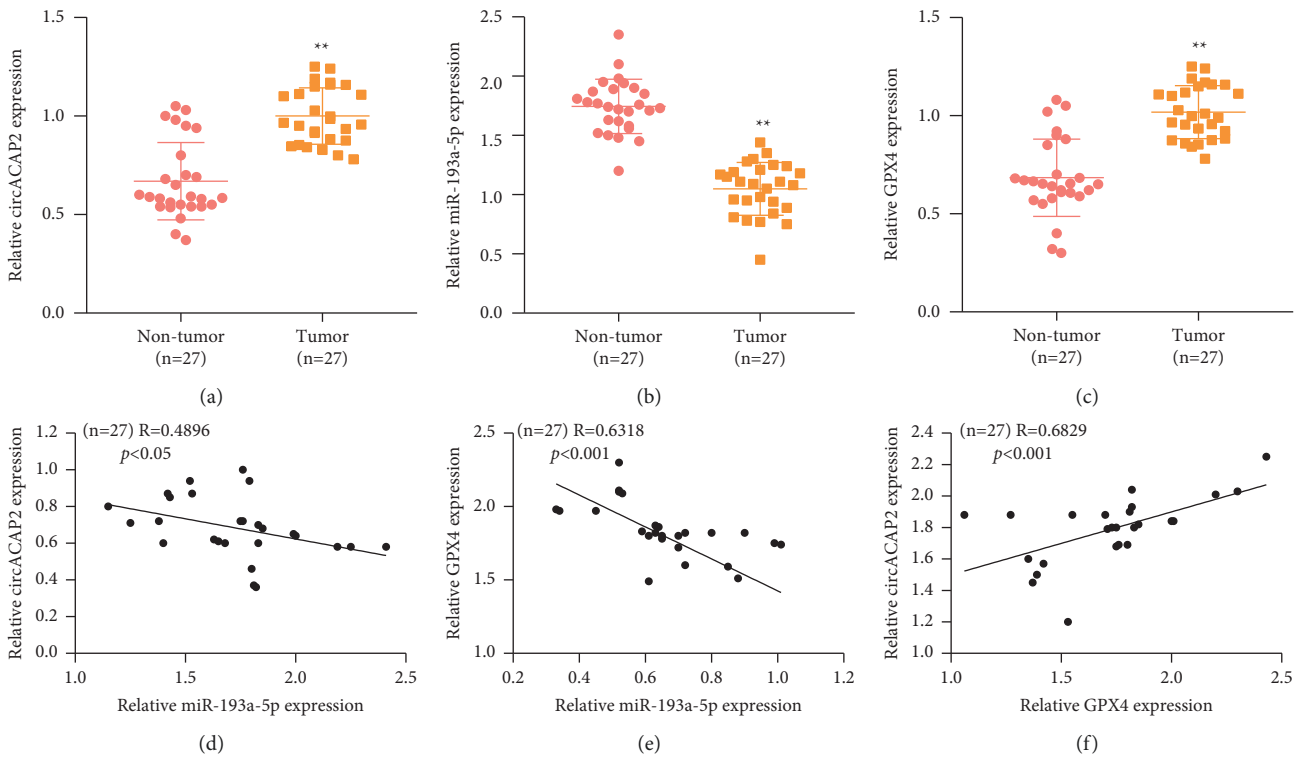 Relative circACAP2 expression
1.5
1.0
0.5
0.0
**
Non-tumor
(n=27)
Tumor
(n=27)
(a)
Relative miR-193a-5p expression
2.5
2.0
1.5
1.0
0.5
0.0
**
Non-tumor
(n=27)
Tumor
(n=27)
(b)
Relative GPX4 expression
1.5
1.0
0.5
0.0
**
Non-tumor
(n=27)
Tumor
(n=27)
(c)
(n=27) R=0.4896
p<0.05
Relative circACAP2 expression
1.2
1.0
0.8
0.6
0.4
0.2
0.0
1.0 1.5 2.0 2.5
Relative miR-193a-5p expression
(d)
(n=27) R=0.6318
p<0.001
Relative GPX4 expression
2.5
2.0
1.5
1.0
0.2 0.4 0.6 0.8 1.0 1.2
Relative miR-193a-5p expression
(e)
(n=27) R=0.6829
p<0.001
Relative circACAP2 expression
2.4
2.2
2.0
1.8
1.6
1.4
1.2
1.0
1.0 1.5 2.0 2.5
Relative GPX4 expression
(f)